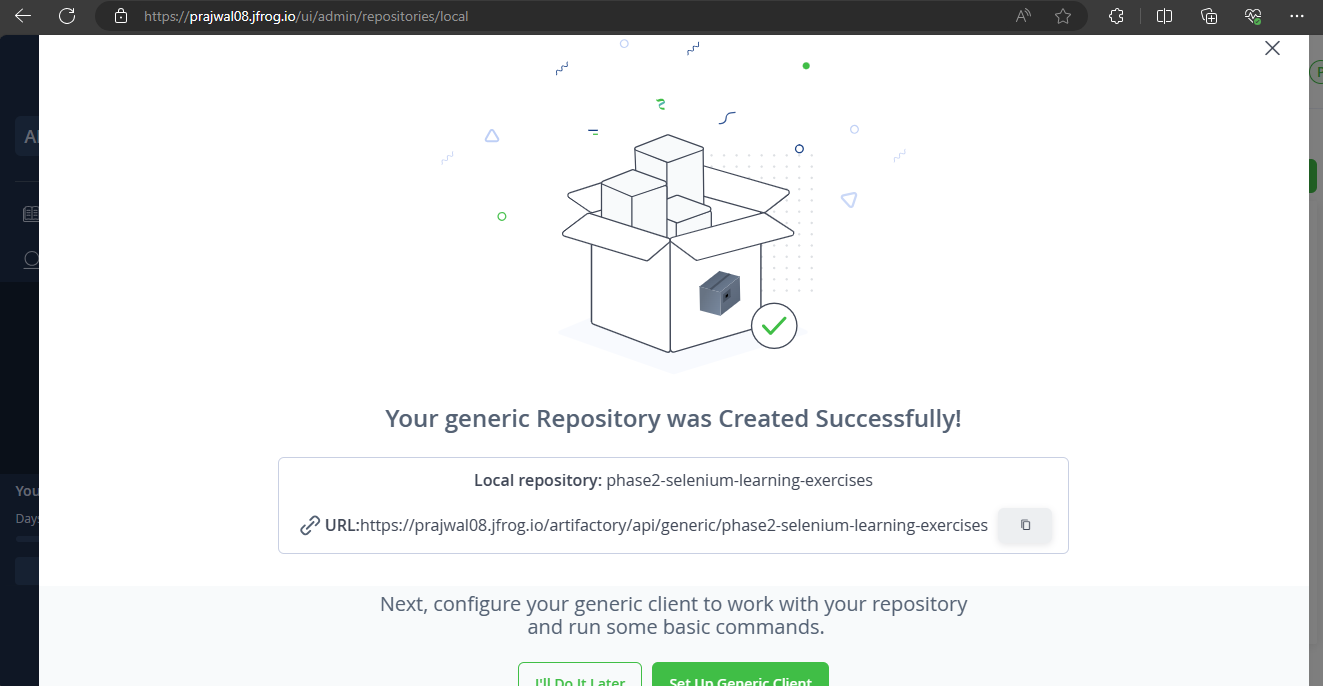 https://prajwal08.jfrog.io/ui/admin/repositories/local
Your generic Repository was Created Successfully!
Local repository: phase2-selenium-learning-exercises
URL:https://prajwal08.jfrog.io/artifactory/api/generic/phase2-selenium-learning-exercises
You
Days
Next, configure your generic client to work with your repository
and run some basic commands.
I'll Do It Later
Set Up Generic Client